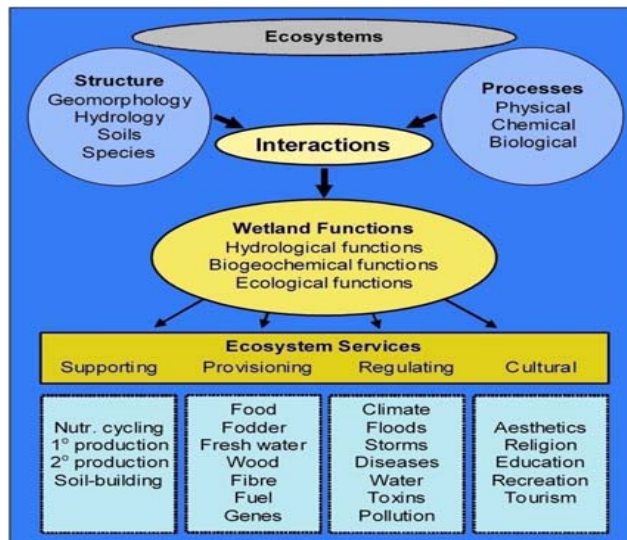 Ecosystems
Structure
Geomorphology
Hydrology
Soils
Species
Processes
Physical
Chemical
Biological
Interactions
Wetland Functions
Hydrological functions
Biogeochemical functions
Ecological functions
Ecosystem Services
Supporting Provisioning Regulating Cultural
Nutr. cycling
1° production
2° production
Soil-building
Food
Fodder
Fresh water
Wood
Fibre
Fuel
Genes
Climate
Floods
Storms
Diseases
Water
Toxins
Pollution
Aesthetics
Religion
Education
Recreation
Tourism